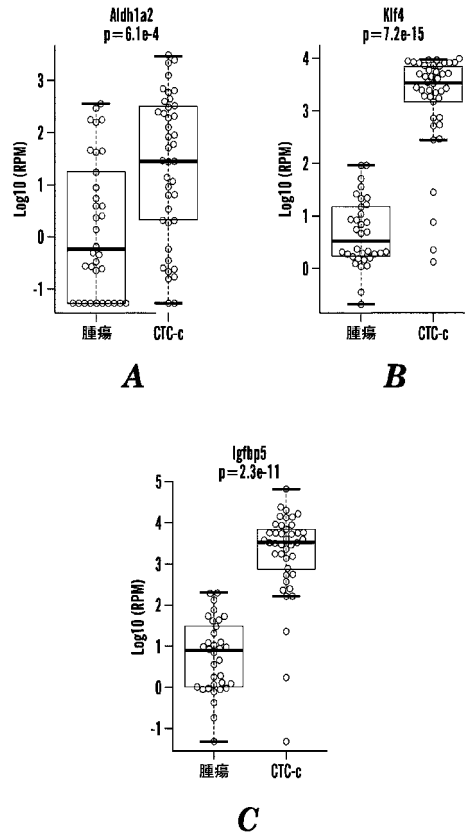 Aldh1a2
p=6.1e-4
Log10 (RPM)
3
2
1
0
-1
腫瘍 CTC-c
A
Klf4
p=7.2e-15
Log10 (RPM)
4
3
2
1
0
腫瘍 CTC-c
B
Igfbp5
p=2.3e-11
Log10 (RPM)
5
4
3
2
1
0
-1
腫瘍 CTC-c
C